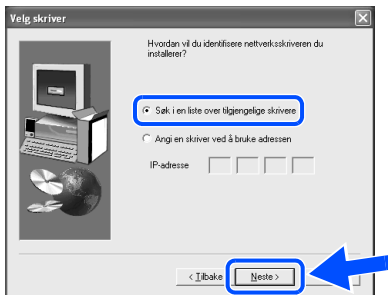 Velg skriver
Hvordan vil du identifisere nettverksskriveren du
installerer?
Søk i en liste over tilgjengelige skrivere
Angi en skriver ved å bruke adressen
IP-adresse
< Tilbake
Neste >